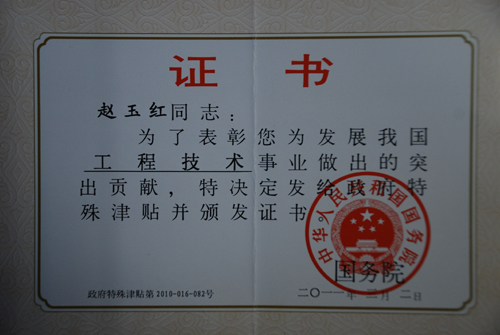 证书
赵玉红同志:
为了表彰您为发展我国
工程技术事业做出的突
出贡献，特决定发给政府特
殊津贴并颁发证书
中华人民共和国国务院
国务院
政府特殊津贴第 2010-016-082号
二〇一一年 二月 二日